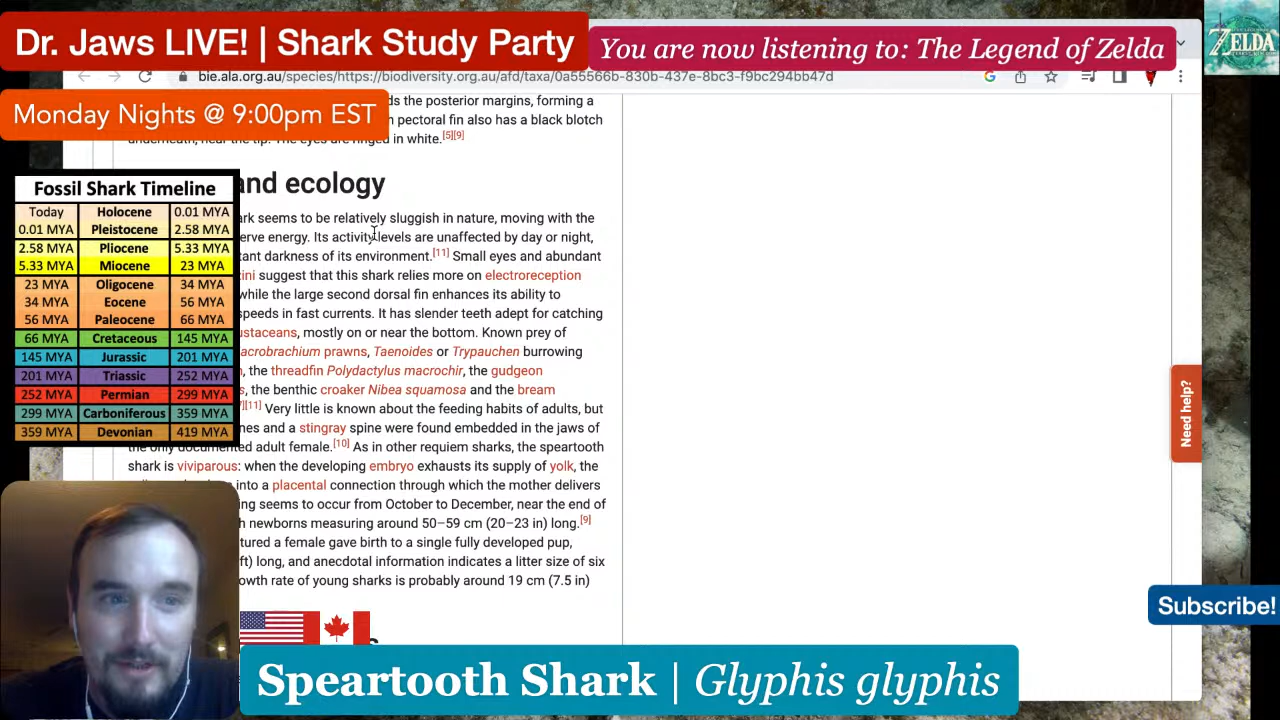 Dr. Jaws LIVE! | Shark Study Party
You are now listening to: The Legend of Zelda
ZELDA
bie.ala.org.au/species/https://biodiversity.org.au/afd/taxa/0a55566b-830b-437e-8bc3-f9bc294bb47d
Monday Nights @ 9:00pm EST
the posterior margins, forming a
pectoral fin also has a black blotch
underneath, near the tip. The eyes are ringed in white.[5][9]
and ecology
seems to be relatively sluggish in nature, moving with the
energy. Its activity levels are unaffected by day or night,
darkness of its environment.[11] Small eyes and abundant
suggest that this shark relies more on electroreception
while the large second dorsal fin enhances its ability to
speeds in fast currents. It has slender teeth adept for catching
mostly on or near the bottom. Known prey of
prawns, Taenoides or Trypauchen burrowing
the threadfin Polydactylus macrochir, the gudgeon
the benthic croaker Nibea squamosa and the bream
[11] Very little is known about the feeding habits of adults, but
and a stingray spine were found embedded in the jaws of
the only documented adult female.[10] As in other requiem sharks, the speartooth
shark is viviparous: when the developing embryo exhausts its supply of yolk, the
into a placental connection through which the mother delivers
seems to occur from October to December, near the end of
newborns measuring around 50–59 cm (20–23 in) long.[9]
a female gave birth to a single fully developed pup,
long, and anecdotal information indicates a litter size of six
rate of young sharks is probably around 19 cm (7.5 in)
Fossil Shark Timeline
Today Holocene 0.01 MYA
0.01 MYA Pleistocene 2.58 MYA
2.58 MYA Pliocene 5.33 MYA
5.33 MYA Miocene 23 MYA
23 MYA Oligocene 34 MYA
34 MYA Eocene 56 MYA
56 MYA Paleocene 66 MYA
66 MYA Cretaceous 145 MYA
145 MYA Jurassic 201 MYA
201 MYA Triassic 252 MYA
252 MYA Permian 299 MYA
299 MYA Carboniferous 359 MYA
359 MYA Devonian 419 MYA
Need help?
Subscribe!
Speartooth Shark | Glyphis glyphis